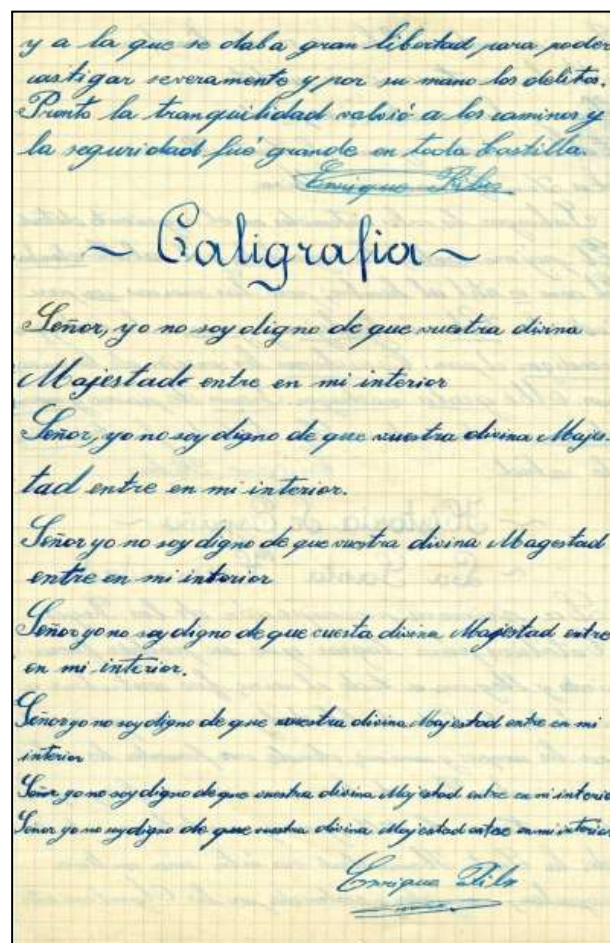 y a la que se daba gran libertad para poder
castigar severamente y por su mano los delitos.
Pronto la tranquilidad valvió a los caminos y
la seguridad fué grande en toda Castilla.
Enrique
~ Caligrafia ~
Señor, yo no soy digno de que vuestra divina
Majestad entre en mi interior
Señor, yo no soy digno de que vuestra divina Majes-
tad entre en mi interior.
Señor yo no soy digno de que vuestra divina Magestad
entre en mi interior
Señor yo no soy digno de que cuesta divina Majestad entre
en mi interior.
Señor yo no soy digno de que vuestra divina Majestad entre en mi
interior
Señor yo no soy digno de que vuestra divina Majestad entre en mi interior
Señor yo no soy digno de que vuestra divina Majestad entre en mi interior
Enrique